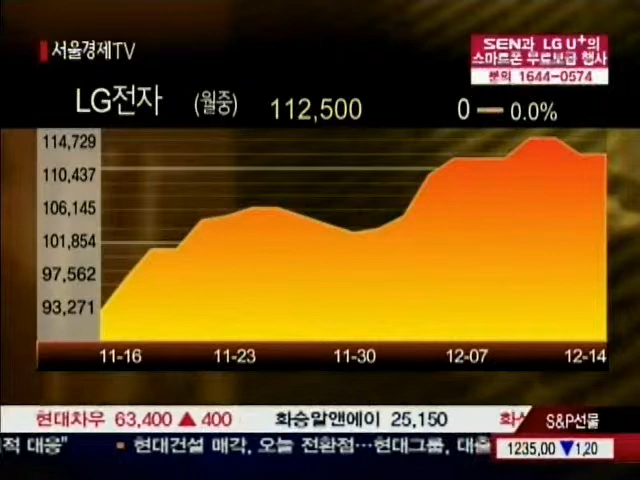 서울경제TV
SEN과 LG U+의
스마트폰 무료보급 행사
문의 1644-0574
LG전자 (월중) 112,500 0 0.0%
114,729
110,437
106,145
101,854
97,562
93,271
11-16 11-23 11-30 12-07 12-14
현대차우 63,400 ▲ 400 화승알앤에이 25,150 화
S&P선물
적 대응" 현대건설 매각, 오늘 전환점…현대그룹, 대출
1235,00 ▼1,20